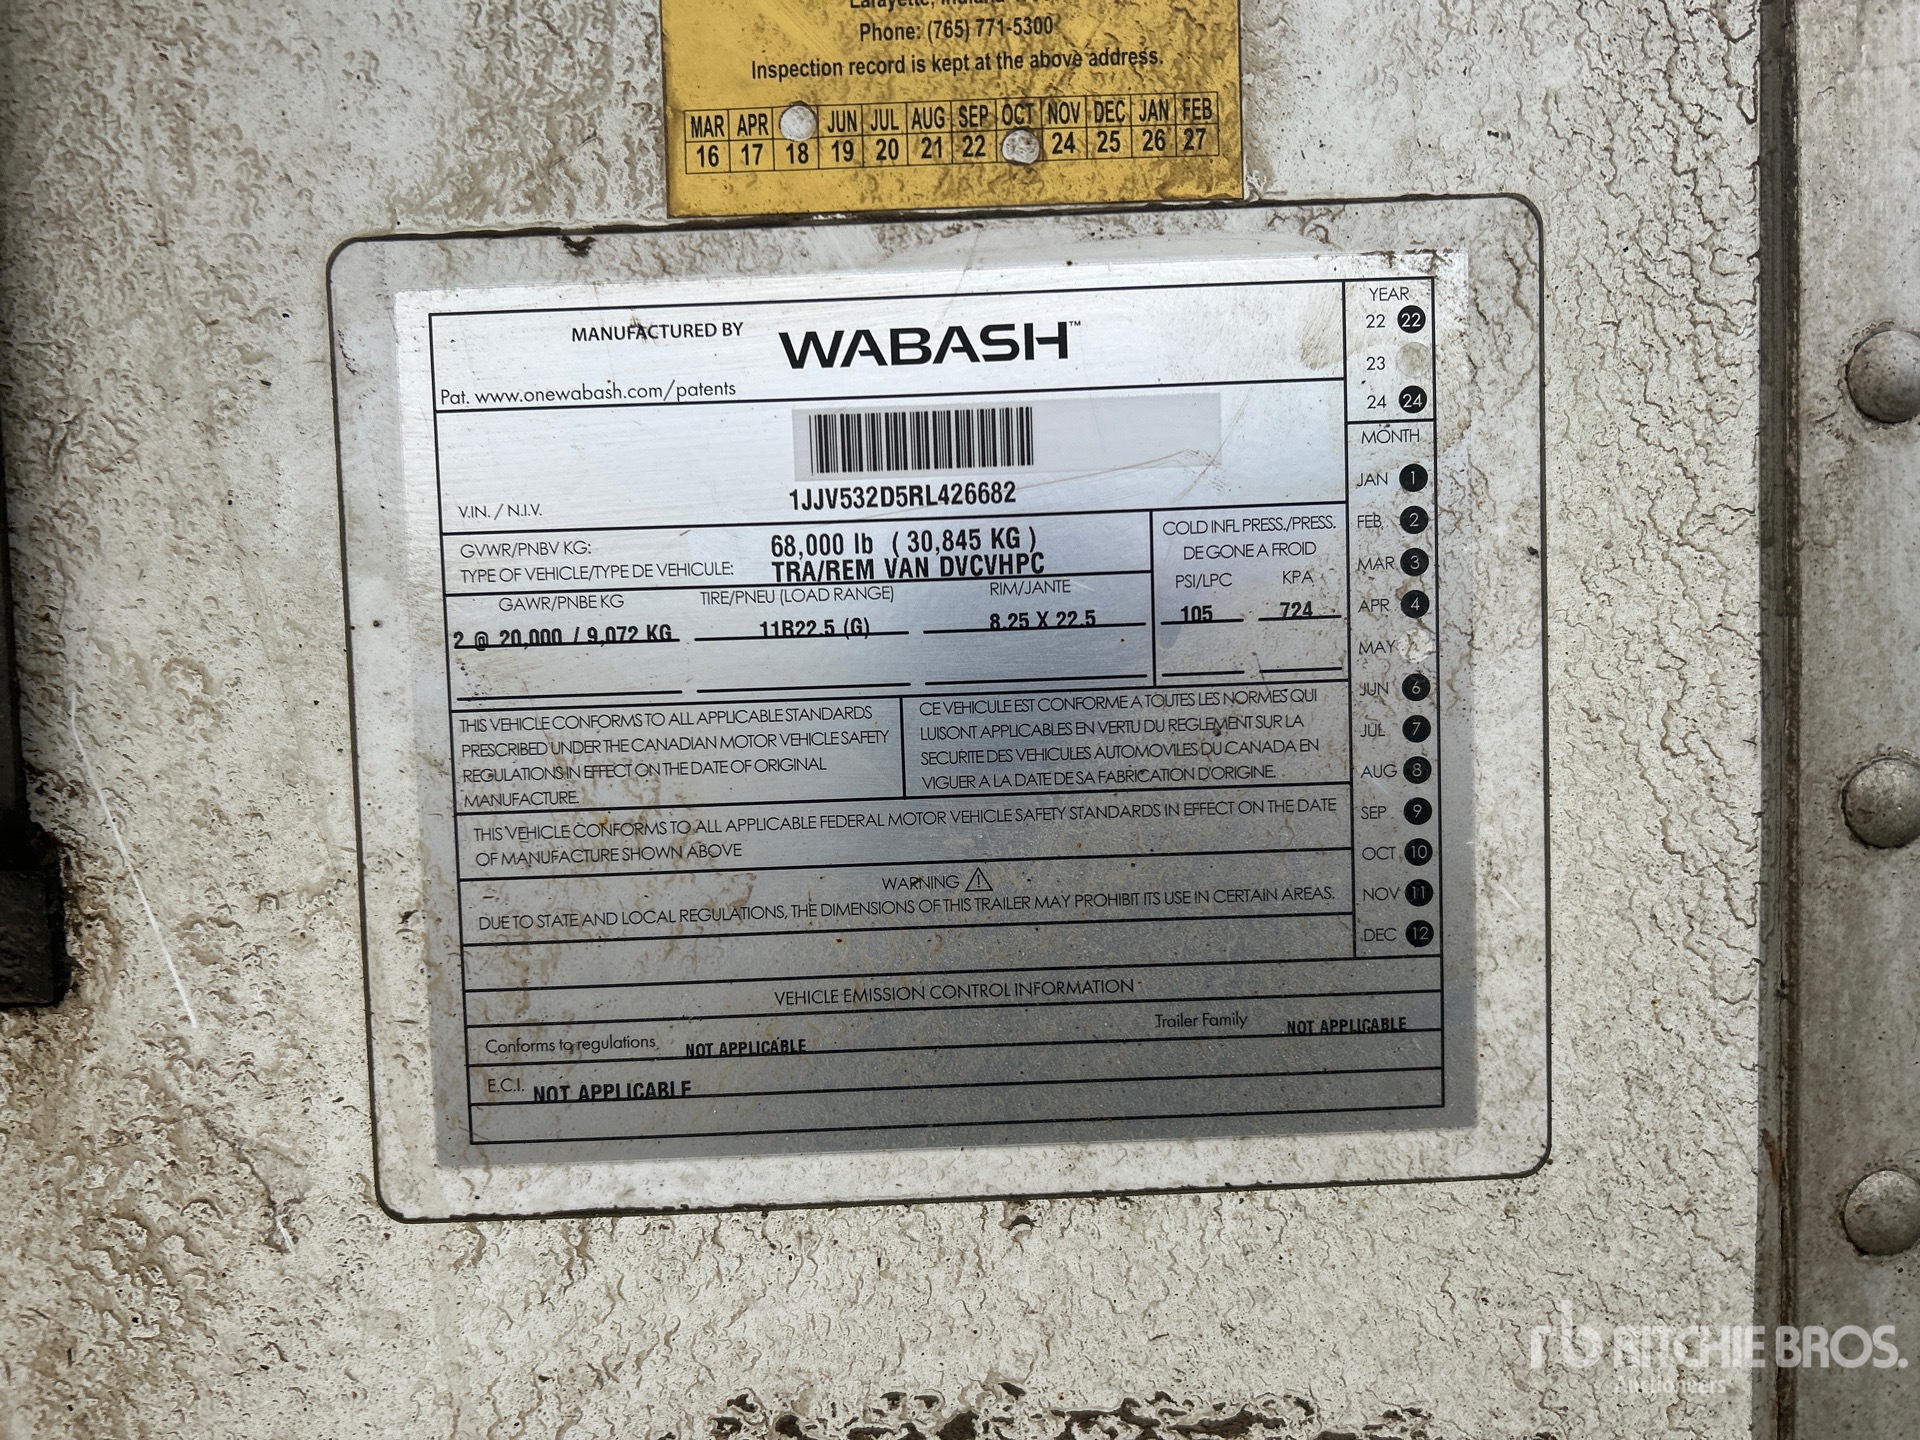 Lafayette, Indiana
Phone: (765) 771-5300
Inspection record is kept at the above address.
MAR APR JUN JUL AUG SEP OCT NOV DEC JAN FEB
16 17 18 19 20 21 22 24 25 26 27
MANUFACTURED BY WABASH™
Pat. www.onewabash.com/patents
YEAR
22 22
23
24 24
V.IN. / N.I.V. 1JJV532D5RL426682
GVWR/PNBV KG: 68,000 lb ( 30,845 KG )
TYPE OF VEHICLE/TYPE DE VEHICULE: TRA/REM VAN DVCVHPC
COLD INFL PRESS./PRESS.
DE GONE A FROID
GAWR/PNBE KG TIRE/PNEU (LOAD RANGE) RIM/JANTE PSI/LPC KPA
2 @ 20,000 / 9,072 KG 11R22.5 (G) 8.25 X 22.5 105 724
MONTH
JAN 1
FEB 2
MAR 3
APR 4
MAY
JUN 6
JUL 7
AUG 8
SEP 9
OCT 10
NOV 11
DEC 12
THIS VEHICLE CONFORMS TO ALL APPLICABLE STANDARDS
PRESCRIBED UNDER THE CANADIAN MOTOR VEHICLE SAFETY
REGULATIONS IN EFFECT ON THE DATE OF ORIGINAL
MANUFACTURE.
CE VEHICULE EST CONFORME A TOUTES LES NORMES QUI
LUISONT APPLICABLES EN VERTU DU REGLEMENT SUR LA
SECURITE DES VEHICULES AUTOMOVILES DU CANADA EN
VIGUER A LA DATE DE SA FABRICATION D'ORIGINE.
THIS VEHICLE CONFORMS TO ALL APPLICABLE FEDERAL MOTOR VEHICLE SAFETY STANDARDS IN EFFECT ON THE DATE
OF MANUFACTURE SHOWN ABOVE
WARNING
DUE TO STATE AND LOCAL REGULATIONS, THE DIMENSIONS OF THIS TRAILER MAY PROHIBIT ITS USE IN CERTAIN AREAS.
VEHICLE EMISSION CONTROL INFORMATION
Conforms to regulations NOT APPLICABLE Trailer Family NOT APPLICABLE
E.C.I. NOT APPLICABLE
rb RITCHIE BROS.
Auctioneers